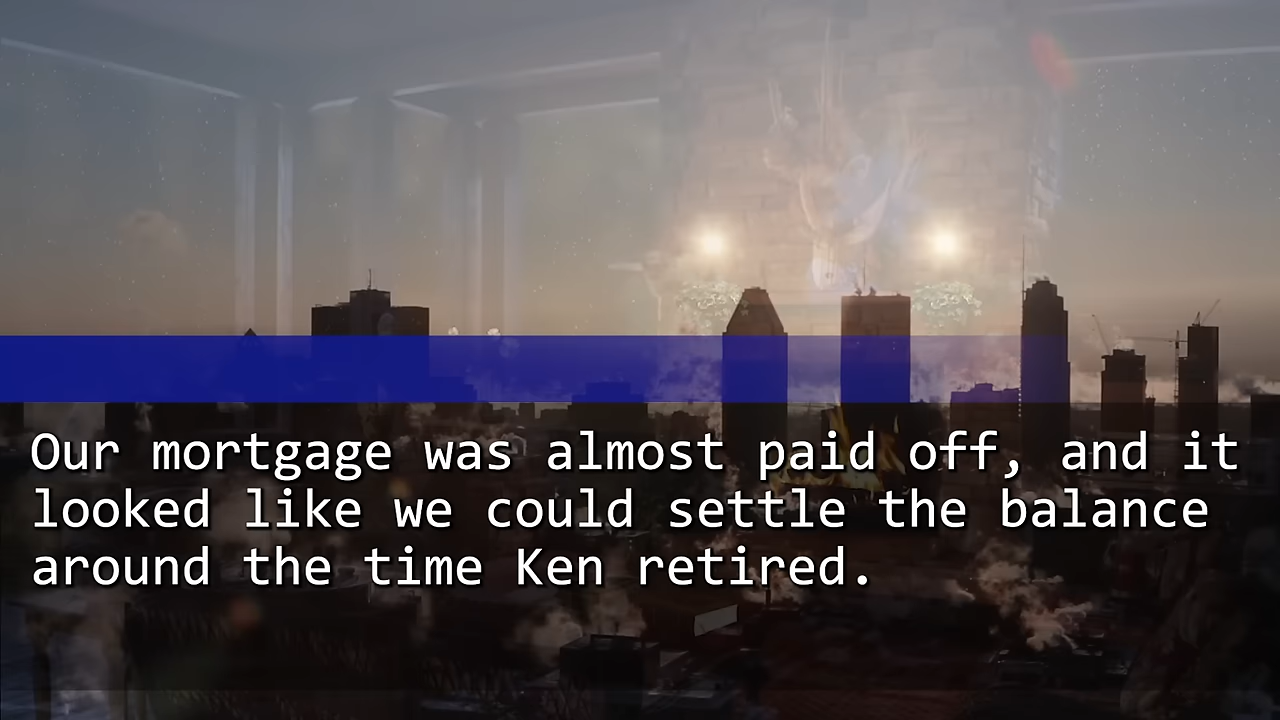 Our mortgage was almost paid off, and it
looked like we could settle the balance
around the time Ken retired.